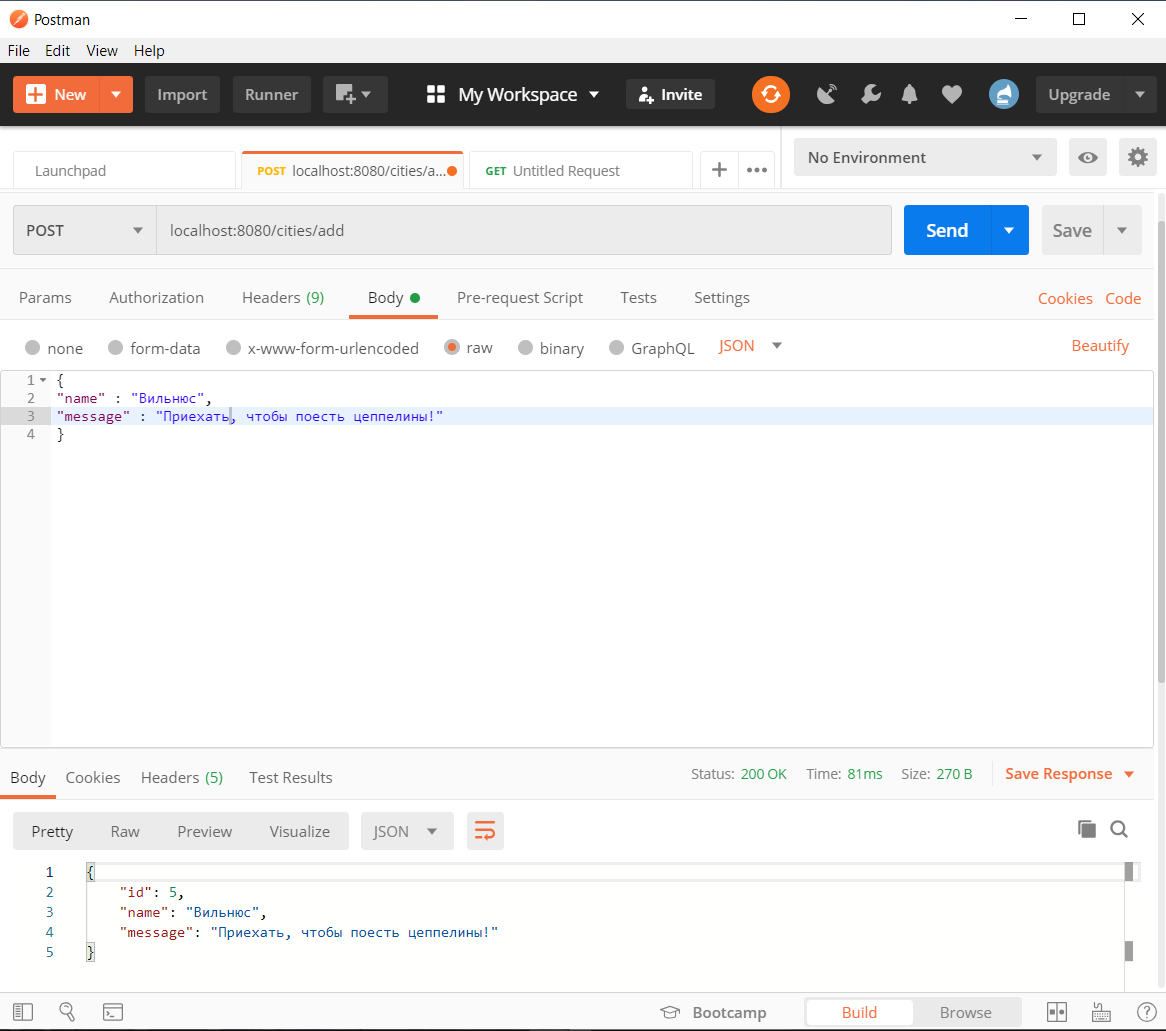 Postman
File Edit View Help
New Import Runner My Workspace Invite Upgrade
Launchpad POST localhost:8080/cities/a... GET Untitled Request No Environment
POST localhost:8080/cities/add Send Save
Params Authorization Headers (9) Body Pre-request Script Tests Settings Cookies Code
none form-data x-www-form-urlencoded raw binary GraphQL JSON Beautify
1 {
2 "name" : "Вильнюс",
3 "message" : "Приехать, чтобы поесть цеппелины!"
4 }
Body Cookies Headers (5) Test Results Status: 200 OK Time: 81ms Size: 270 B Save Response
Pretty Raw Preview Visualize JSON
1 {
2 "id": 5,
3 "name": "Вильнюс",
4 "message": "Приехать, чтобы поесть цеппелины!"
5 }
Bootcamp Build Browse